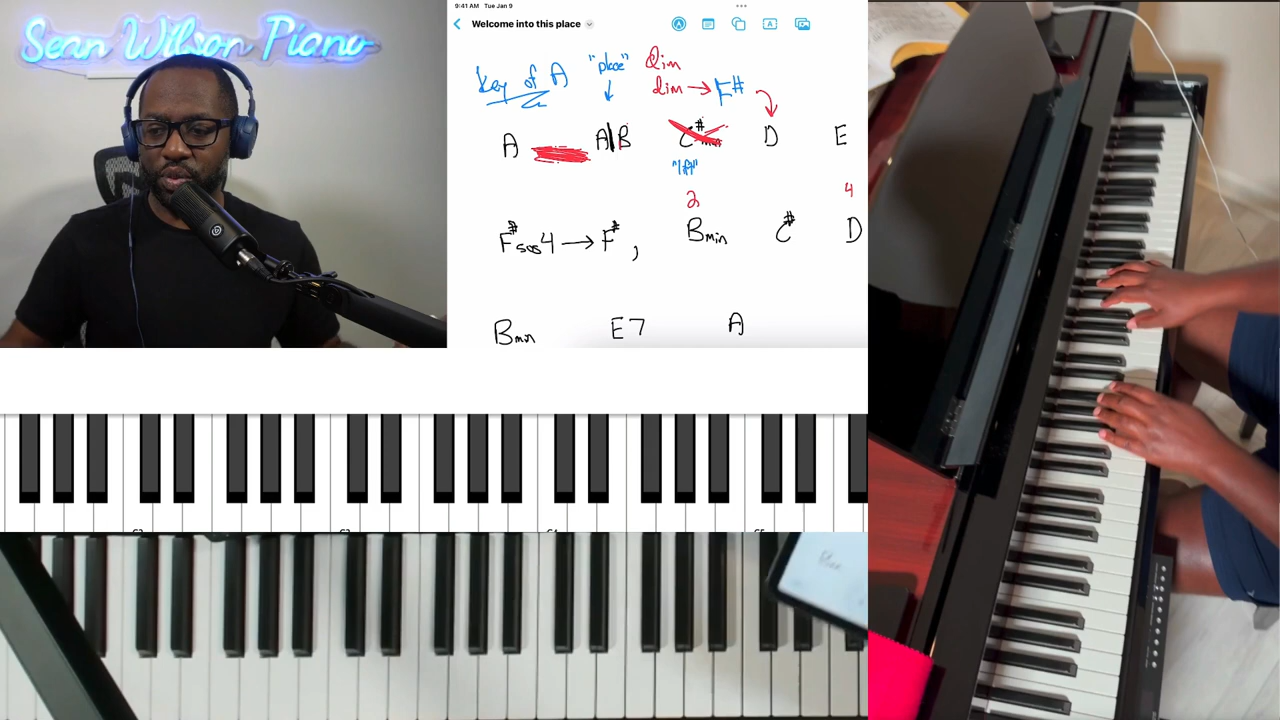 Sean Wilson Piano
9:41 AM Tue Jan 9
Welcome into this place
Key of A
"place"
dim
dim → F#
A A|B C#min D E
2 4
F#sus4 → F#, Bmin C# D
Bmin E7 A